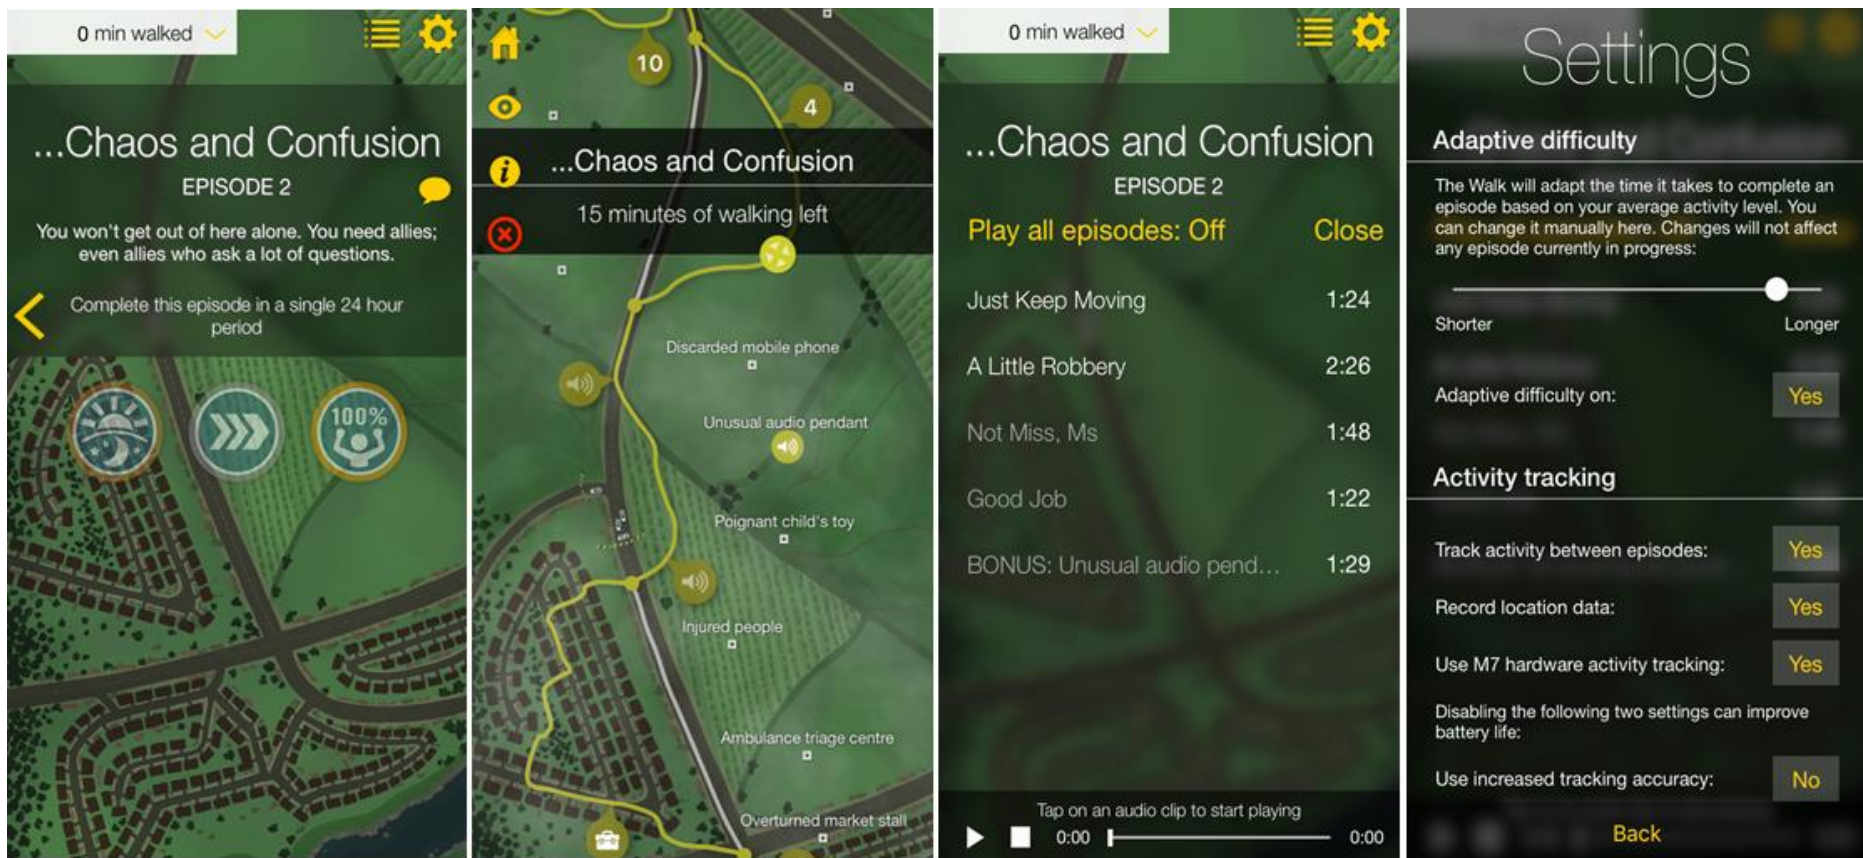 0 min walked
...Chaos and Confusion
EPISODE 2
You won't get out of here alone. You need allies;
even allies who ask a lot of questions.
Complete this episode in a single 24 hour
period
100%
10
4
...Chaos and Confusion
15 minutes of walking left
Discarded mobile phone
Unusual audio pendant
Poignant child's toy
Injured people
Ambulance triage centre
Overturned market stall
0 min walked
...Chaos and Confusion
EPISODE 2
Play all episodes: Off
Close
Just Keep Moving
1:24
A Little Robbery
2:26
Not Miss, Ms
1:48
Good Job
1:22
BONUS: Unusual audio pend...
1:29
Tap on an audio clip to start playing
0:00
0:00
Settings
Adaptive difficulty
The Walk will adapt the time it takes to complete an
episode based on your average activity level. You
can change it manually here. Changes will not affect
any episode currently in progress:
Shorter
Longer
Adaptive difficulty on:
Yes
Activity tracking
Track activity between episodes:
Yes
Record location data:
Yes
Use M7 hardware activity tracking:
Yes
Disabling the following two settings can improve
battery life:
Use increased tracking accuracy:
No
Back